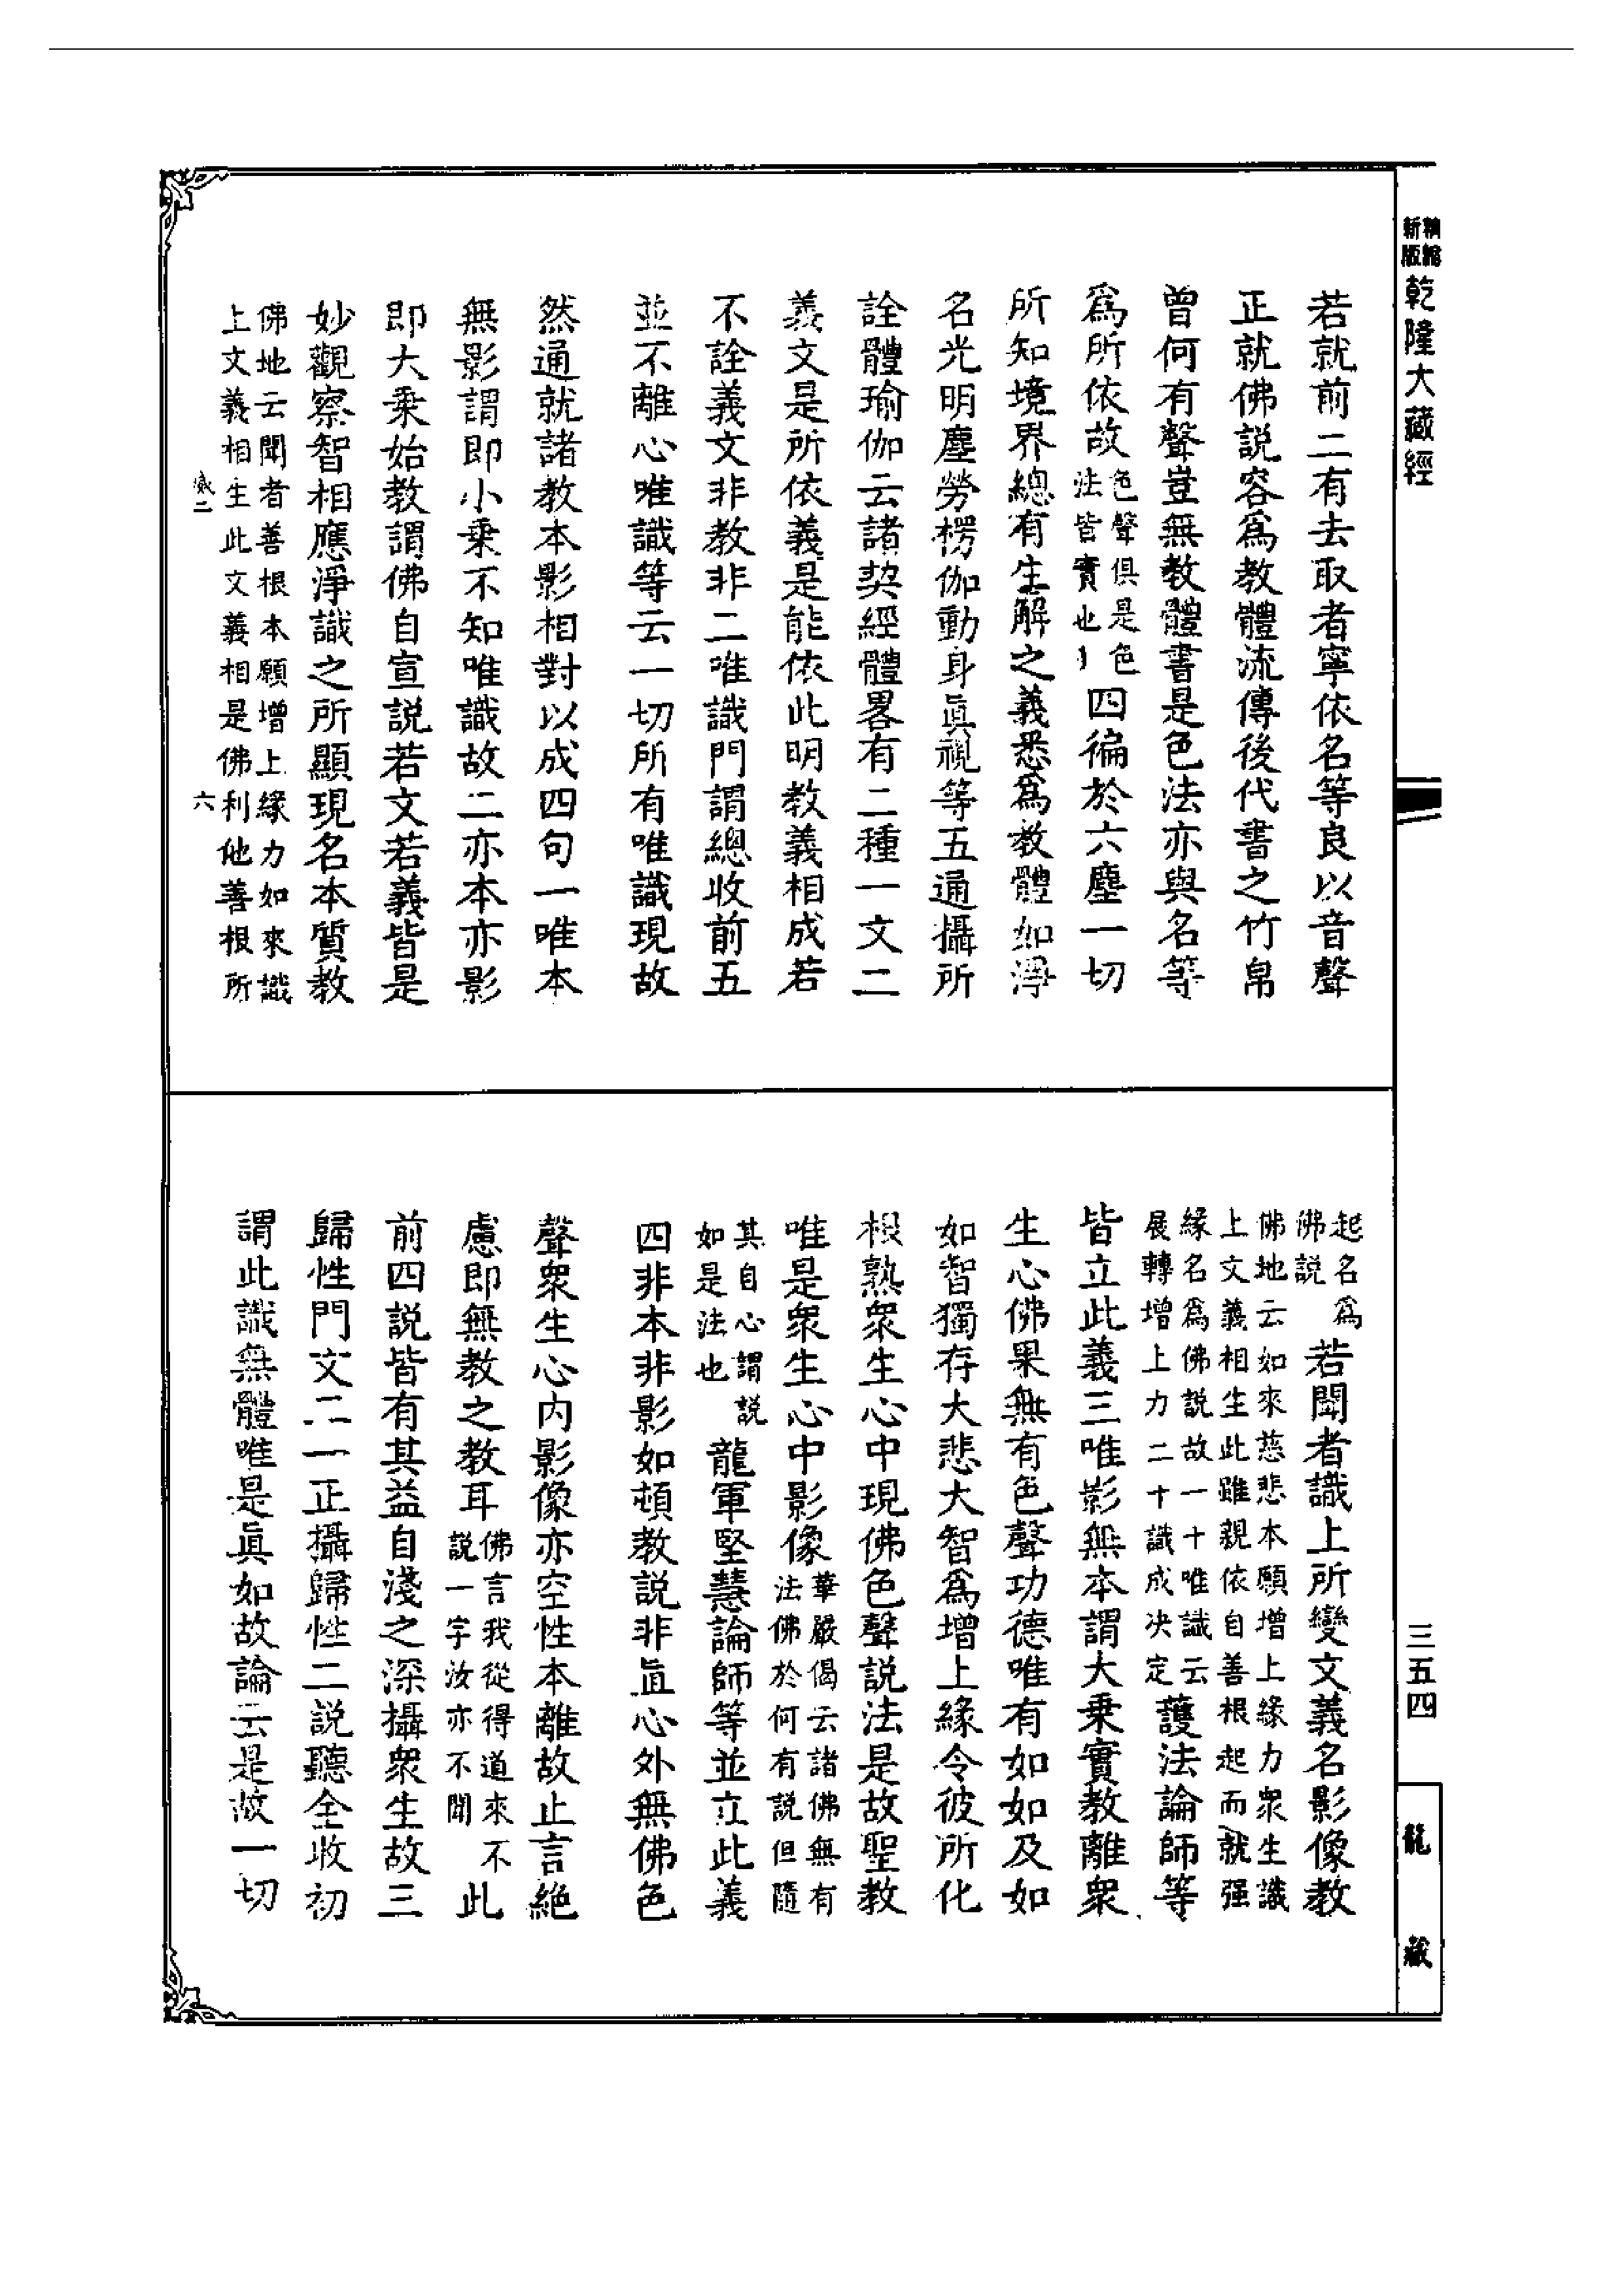 新版精縮
乾隆大藏經
若就前二有去取者寧依名等良以音聲
正就佛説容爲教體流傳後代書之竹帛
曾何有聲豈無教體書是色法亦與名等
爲所依故色聲俱是色法皆實也四徧於六塵一切
所知境界總有生解之義悉爲教體如淨
名光明塵勞楞伽動身眞視等五通攝所
詮體瑜伽云諸契經體畧有二種一文二
義文是所依義是能依此明教義相成若
不詮義文非教非二唯識門謂總收前五
並不離心唯識等云一切所有唯識現故
然通就諸教本影相對以成四句一唯本
無影謂即小乗不知唯識故二亦本亦影
即大乗始教謂佛自宣説若文若義皆是
妙觀察智相應淨識之所顯現名本質教
佛地云聞者善根本願增上緣力如來識
上文義相生此文義相是佛利他善根所
六
起名爲佛説若聞者識上所變文義名影像教
佛地云如來慈悲本願增上緣力衆生識
上文義相生此雖親依自善根起而就强
緣名爲佛説故一十唯識云展轉增上力二十識成决定護法論師等
皆立此義三唯影無本謂大乗實教離衆
生心佛果無有色聲功德唯有如如及如
如智獨存大悲大智爲增上緣令彼所化
根熟衆生心中現佛色聲説法是故聖教
唯是衆生心中影像華嚴偈云諸佛無有法佛於何有説但隨
其自心謂説如是法也龍軍堅慧論師等並立此義
四非本非影如頓教説非直心外無佛色
聲衆生心内影像亦空性本離故止言絶
慮即無教之教耳佛言我從得道來不説一字汝亦不聞此
前四説皆有其益自淺之深攝衆生故三
歸性門文二一正攝歸性二説聽全收初
謂此識無體唯是眞如故論云是故一切
三五四
龍藏